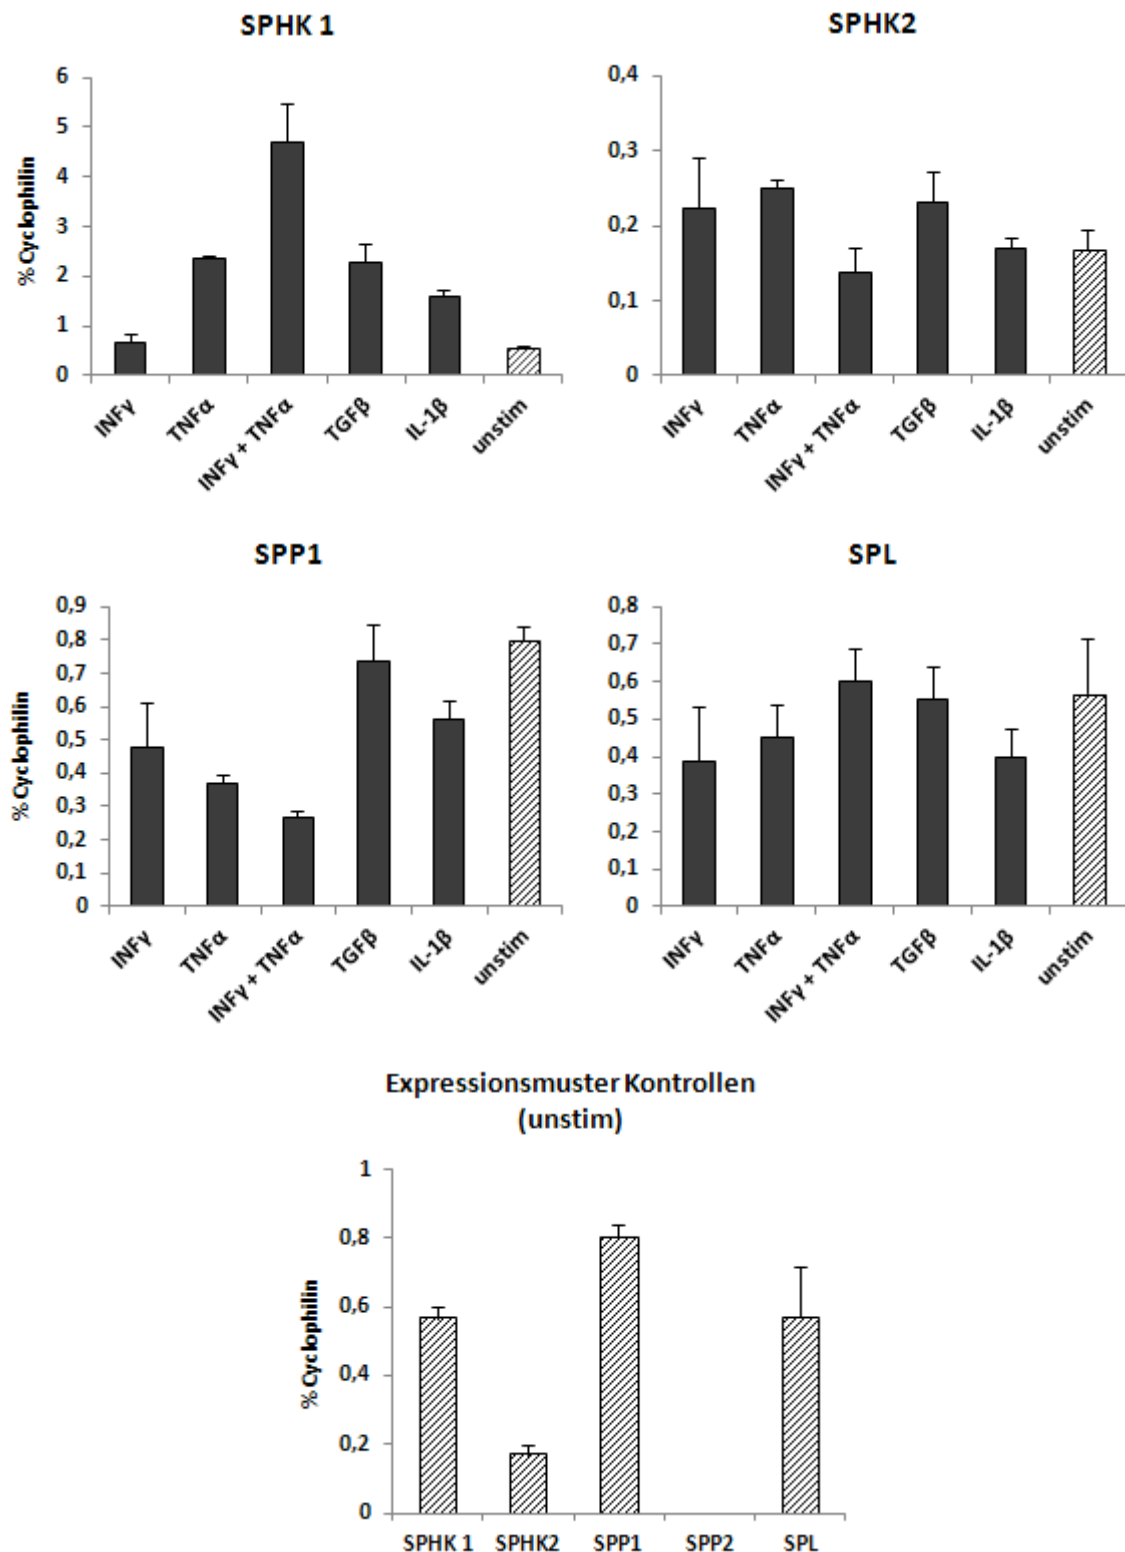 SPHK 1
% Cyclophilin
6
5
4
3
2
1
0
INFγ
TNFα
INFγ + TNFα
TGFβ
IL-1β
unstim
SPHK2
0,4
0,3
0,2
0,1
0
INFγ
TNFα
INFγ + TNFα
TGFβ
IL-1β
unstim
SPP1
% Cyclophilin
0,9
0,8
0,7
0,6
0,5
0,4
0,3
0,2
0,1
0
INFγ
TNFα
INFγ + TNFα
TGFβ
IL-1β
unstim
SPL
0,8
0,7
0,6
0,5
0,4
0,3
0,2
0,1
0
INFγ
TNFα
INFγ + TNFα
TGFβ
IL-1β
unstim
Expressionsmuster Kontrollen
(unstim)
% Cyclophilin
1
0,8
0,6
0,4
0,2
0
SPHK 1
SPHK2
SPP1
SPP2
SPL